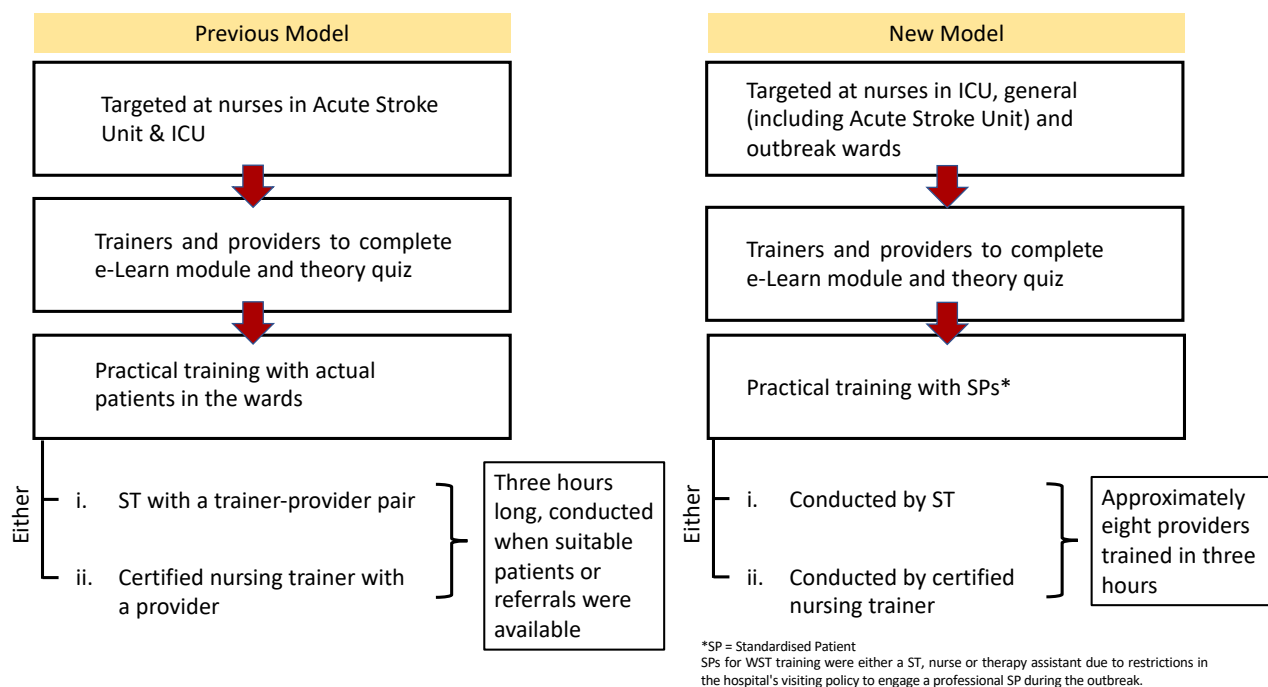 Previous Model
Targeted at nurses in Acute Stroke
Unit & ICU
Trainers and providers to complete
e-Learn module and theory quiz
Practical training with actual
patients in the wards
Either
i. ST with a trainer-provider pair
ii. Certified nursing trainer with
a provider
Three hours
long, conducted
when suitable
patients or
referrals were
available
New Model
Targeted at nurses in ICU, general
(including Acute Stroke Unit) and
outbreak wards
Trainers and providers to complete
e-Learn module and theory quiz
Practical training with SPs*
Either
i. Conducted by ST
ii. Conducted by certified
nursing trainer
Approximately
eight providers
trained in three
hours
*SP = Standardised Patient
SPs for WST training were either a ST, nurse or therapy assistant due to restrictions in
the hospital's visiting policy to engage a professional SP during the outbreak.